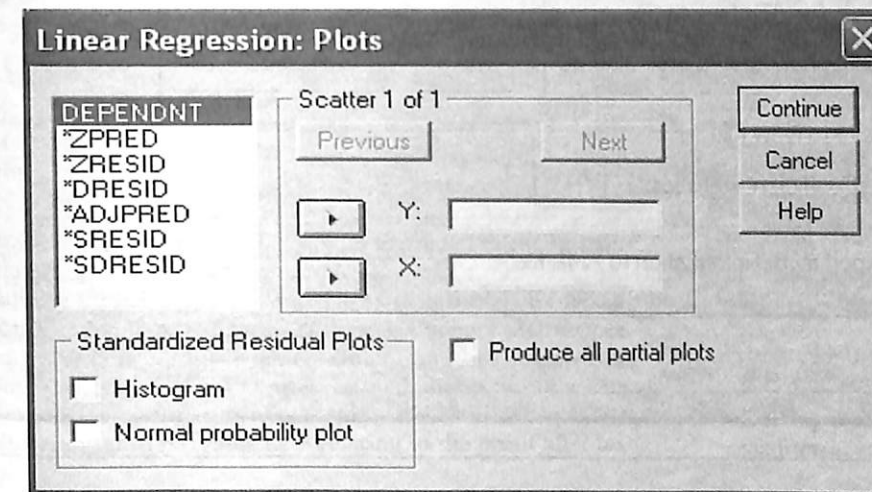 Linear Regression: Plots
DEPENDNT
*ZPRED
*ZRESID
*DRESID
*ADJPRED
*SRESID
*SDRESID
Scatter 1 of 1
Previous
Next
Y:
X:
Continue
Cancel
Help
Standardized Residual Plots
Histogram
Normal probability plot
Produce all partial plots